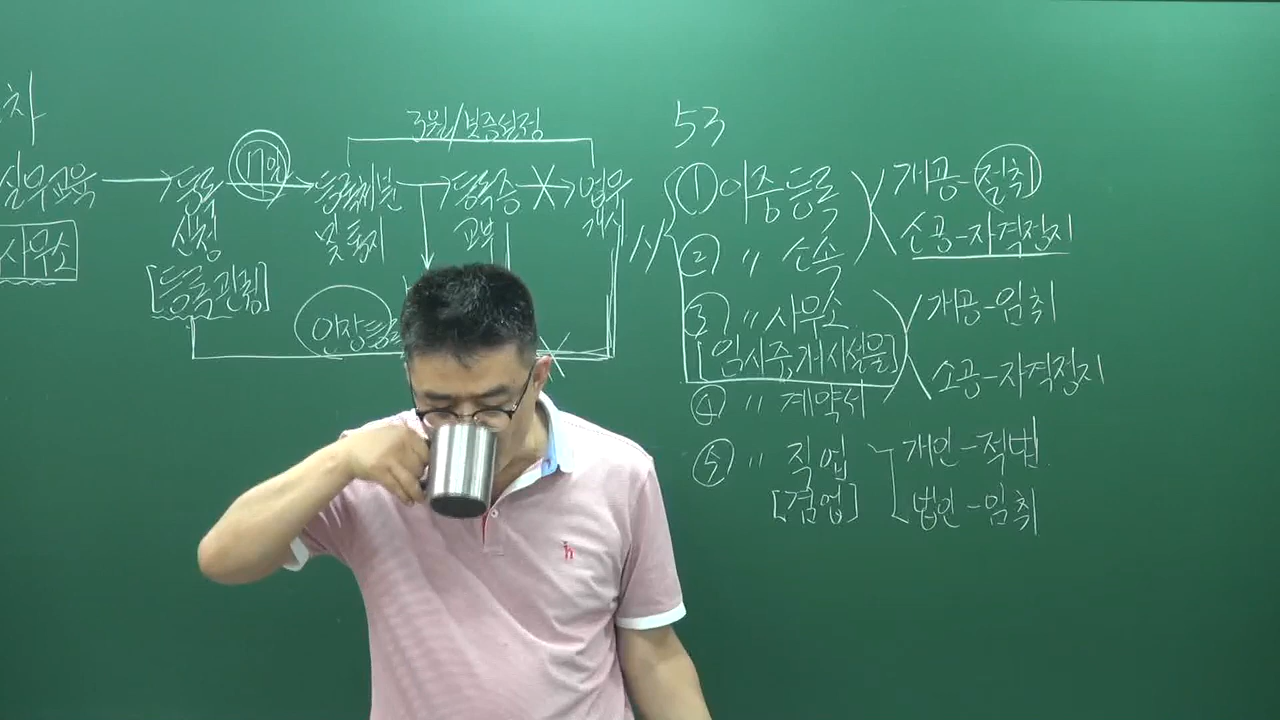 차
실무교육 → 등록 신청 [등록관청]
사무소
17일
등록처분 및 통지
3월/보증설정
등록증 교부
업무 개시
인장등록
53
① 이중등록
② 〃 소속
개공-절취
소공-자격정지
③ 〃 사무소
[임시중개시설물]
④ 〃 계약서
개공-임취
소공-자격정지
⑤ 〃 직업
[겸업]
개인-적법
법인-임취